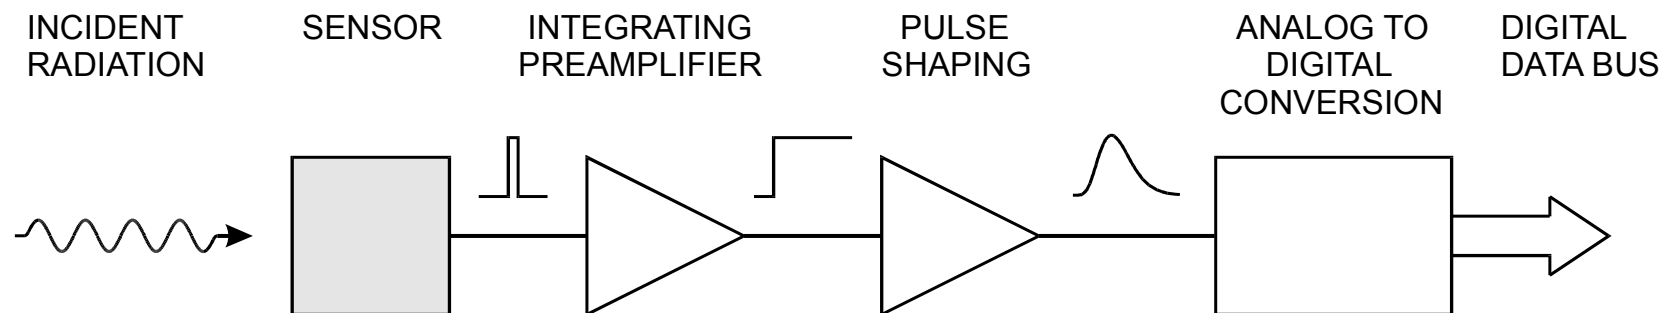 INCIDENT
RADIATION
SENSOR
INTEGRATING
PREAMPLIFIER
PULSE
SHAPING
ANALOG TO
DIGITAL
CONVERSION
DIGITAL
DATA BUS